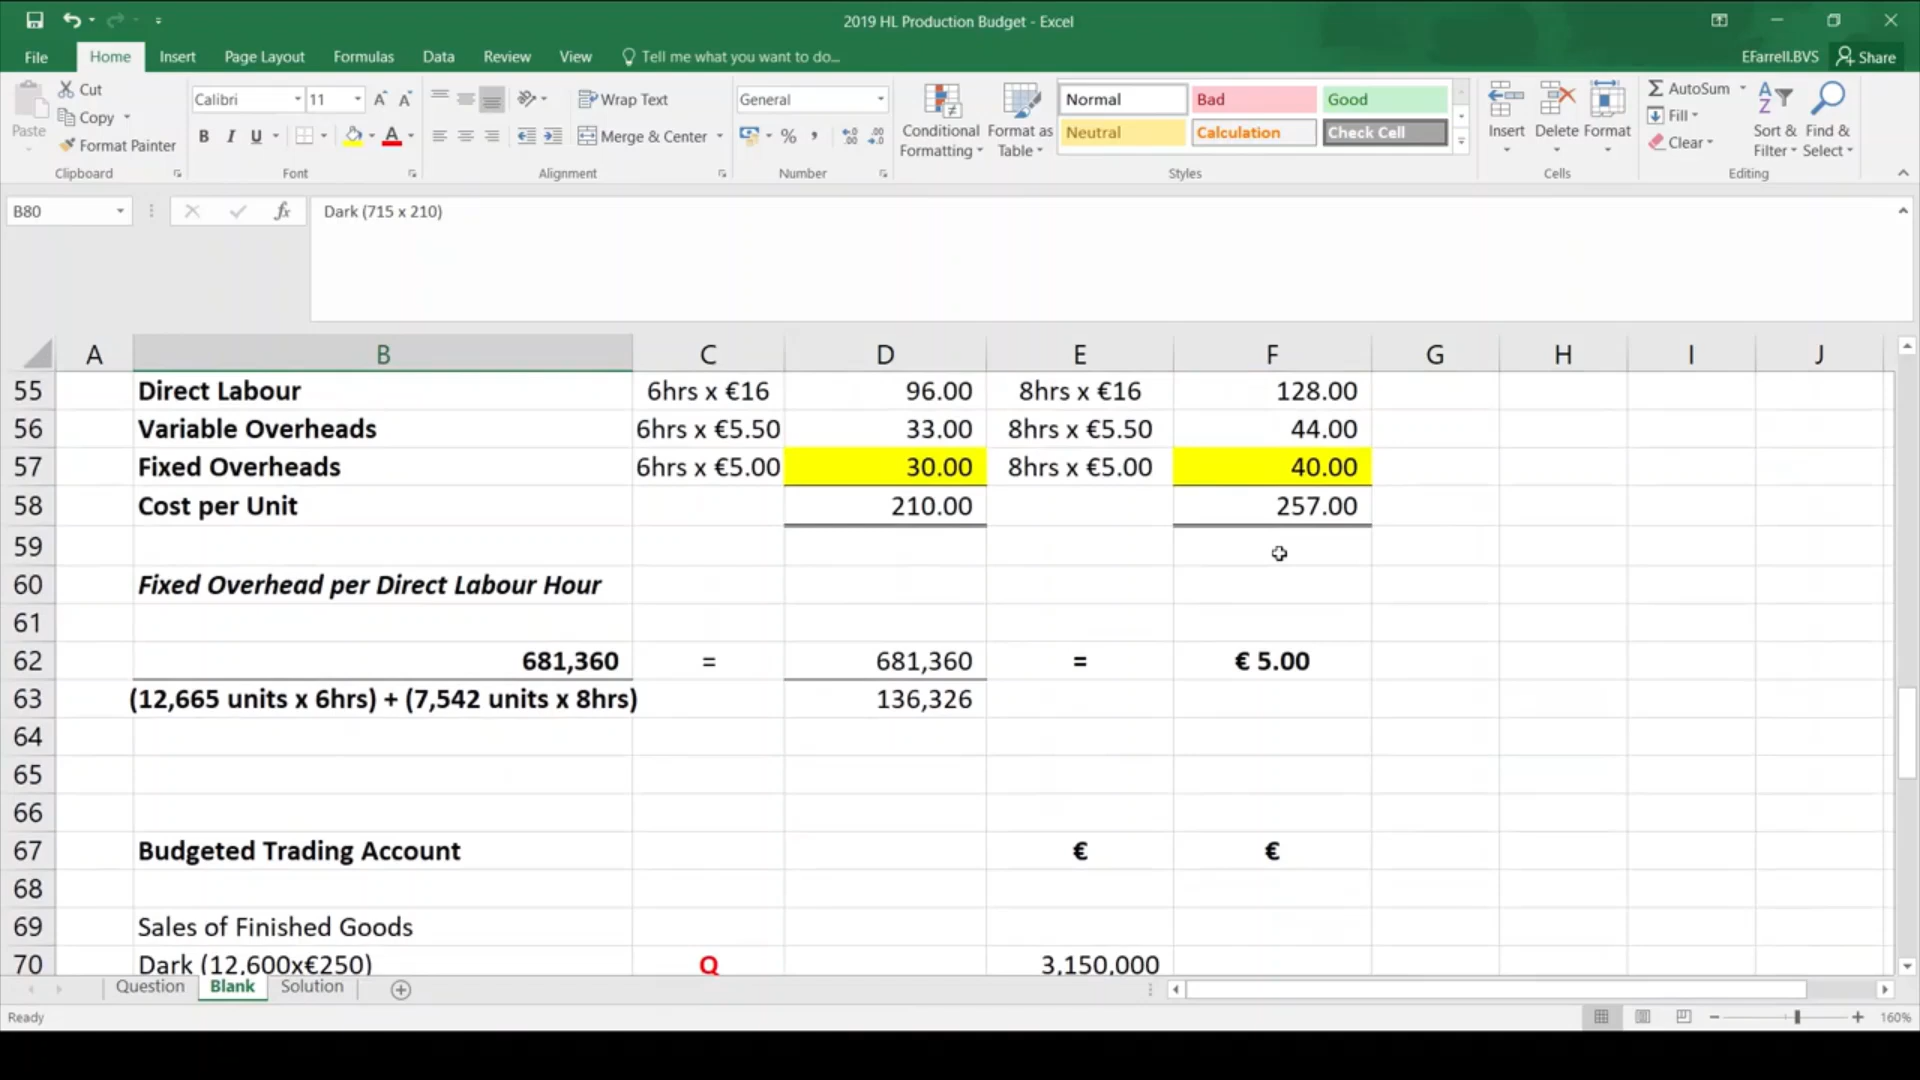 2019 HL Production Budget - Excel
File Home Insert Page Layout Formulas Data Review View Tell me what you want to do... EFarrell.BVS Share
Paste Cut Copy Format Painter Clipboard
Calibri 11 A A B I U A Font
Wrap Text Merge & Center Alignment
General % , Number
Conditional Formatting Format as Table Normal Bad Good Neutral Calculation Check Cell Styles
Insert Delete Format Cells
AutoSum Fill Clear Sort & Filter Find & Select Editing
B80 fx Dark (715 x 210)
A B C D E F G H I J
55 Direct Labour 6hrs x €16 96.00 8hrs x €16 128.00
56 Variable Overheads 6hrs x €5.50 33.00 8hrs x €5.50 44.00
57 Fixed Overheads 6hrs x €5.00 30.00 8hrs x €5.00 40.00
58 Cost per Unit 210.00 257.00
59
60 Fixed Overhead per Direct Labour Hour
61
62 681,360 = 681,360 = € 5.00
63 (12,665 units x 6hrs) + (7,542 units x 8hrs) 136,326
64
65
66
67 Budgeted Trading Account € €
68
69 Sales of Finished Goods
70 Dark (12,600x€250) Q 3,150,000
Question Blank Solution
Ready 160%